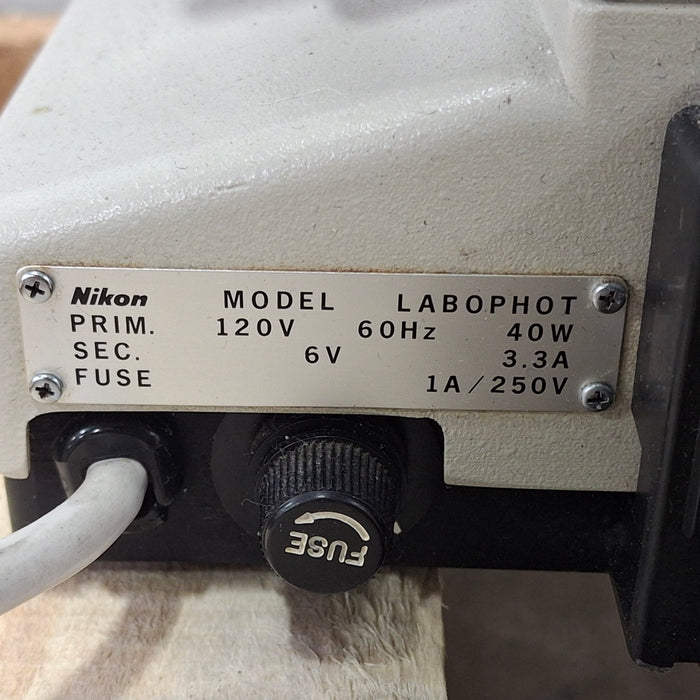 Nikon MODEL LABOPHOT
PRIM. 120V 60Hz 40W
SEC. 6V 3.3A
FUSE 1A/250V
FUSE